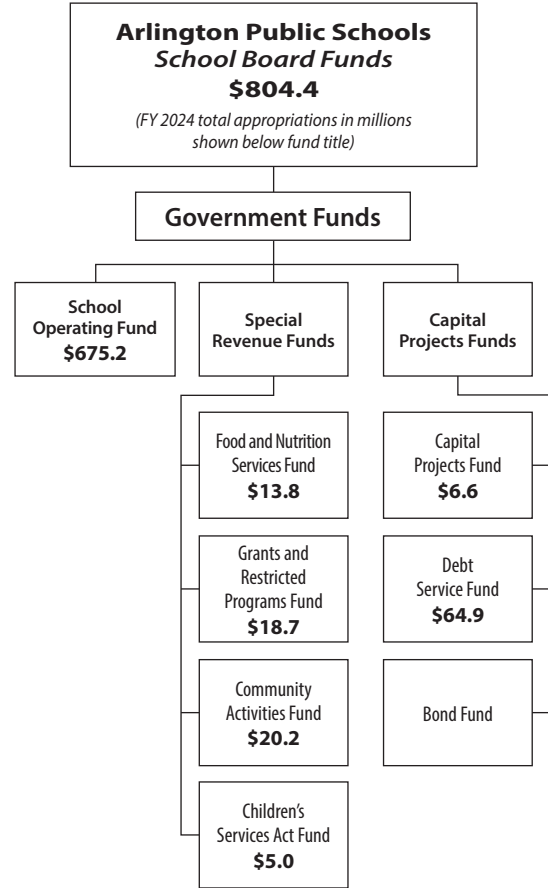 Arlington Public Schools
School Board Funds
$804.4
(FY 2024 total appropriations in millions
shown below fund title)
Government Funds
School
Operating Fund
$675.2
Special
Revenue Funds
Capital
Projects Funds
Food and Nutrition
Services Fund
$13.8
Capital
Projects Fund
$6.6
Grants and
Restricted
Programs Fund
$18.7
Debt
Service Fund
$64.9
Community
Activities Fund
$20.2
Bond Fund
Children’s
Services Act Fund
$5.0